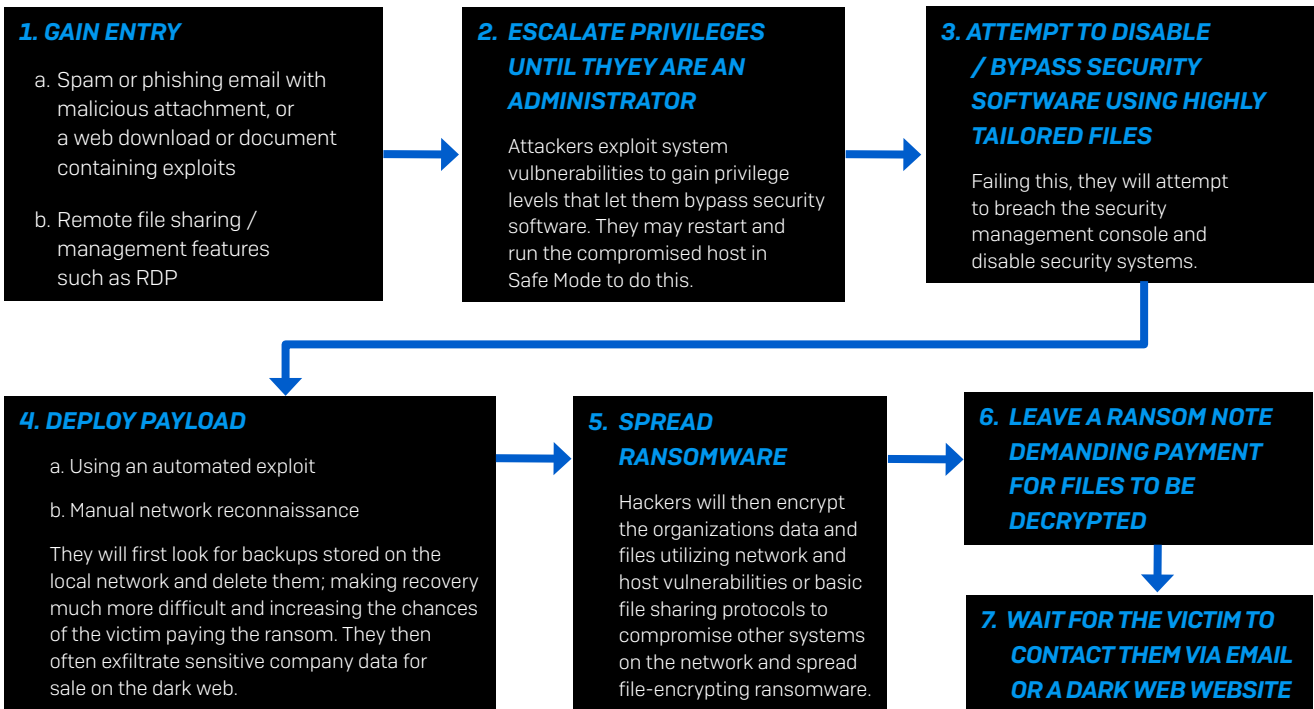 1. GAIN ENTRY
a. Spam or phishing email with
malicious attachment, or
a web download or document
containing exploits
b. Remote file sharing /
management features
such as RDP
2. ESCALATE PRIVILEGES
UNTIL THYEY ARE AN
ADMINISTRATOR
Attackers exploit system
vulbnerabilities to gain privilege
levels that let them bypass security
software. They may restart and
run the compromised host in
Safe Mode to do this.
3. ATTEMPT TO DISABLE
/ BYPASS SECURITY
SOFTWARE USING HIGHLY
TAILORED FILES
Failing this, they will attempt
to breach the security
management console and
disable security systems.
4. DEPLOY PAYLOAD
a. Using an automated exploit
b. Manual network reconnaissance
They will first look for backups stored on the
local network and delete them; making recovery
much more difficult and increasing the chances
of the victim paying the ransom. They then
often exfiltrate sensitive company data for
sale on the dark web.
5. SPREAD
RANSOMWARE
Hackers will then encrypt
the organizations data and
files utilizing network and
host vulnerabilities or basic
file sharing protocols to
compromise other systems
on the network and spread
file-encrypting ransomware.
6. LEAVE A RANSOM NOTE
DEMANDING PAYMENT
FOR FILES TO BE
DECRYPTED
7. WAIT FOR THE VICTIM TO
CONTACT THEM VIA EMAIL
OR A DARK WEB WEBSITE